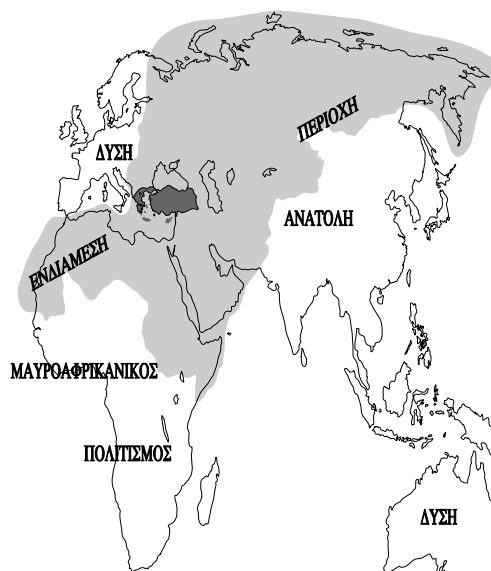 ΠΕΡΙΟΧΗ
ΔΥΣΗ
ΑΝΑΤΟΛΗ
ΕΝΔΙΑΜΕΣΗ
ΜΑΥΡΟΑΦΡΙΚΑΝΙΚΟΣ
ΠΟΛΙΤΙΣΜΟΣ
ΔΥΣΗ